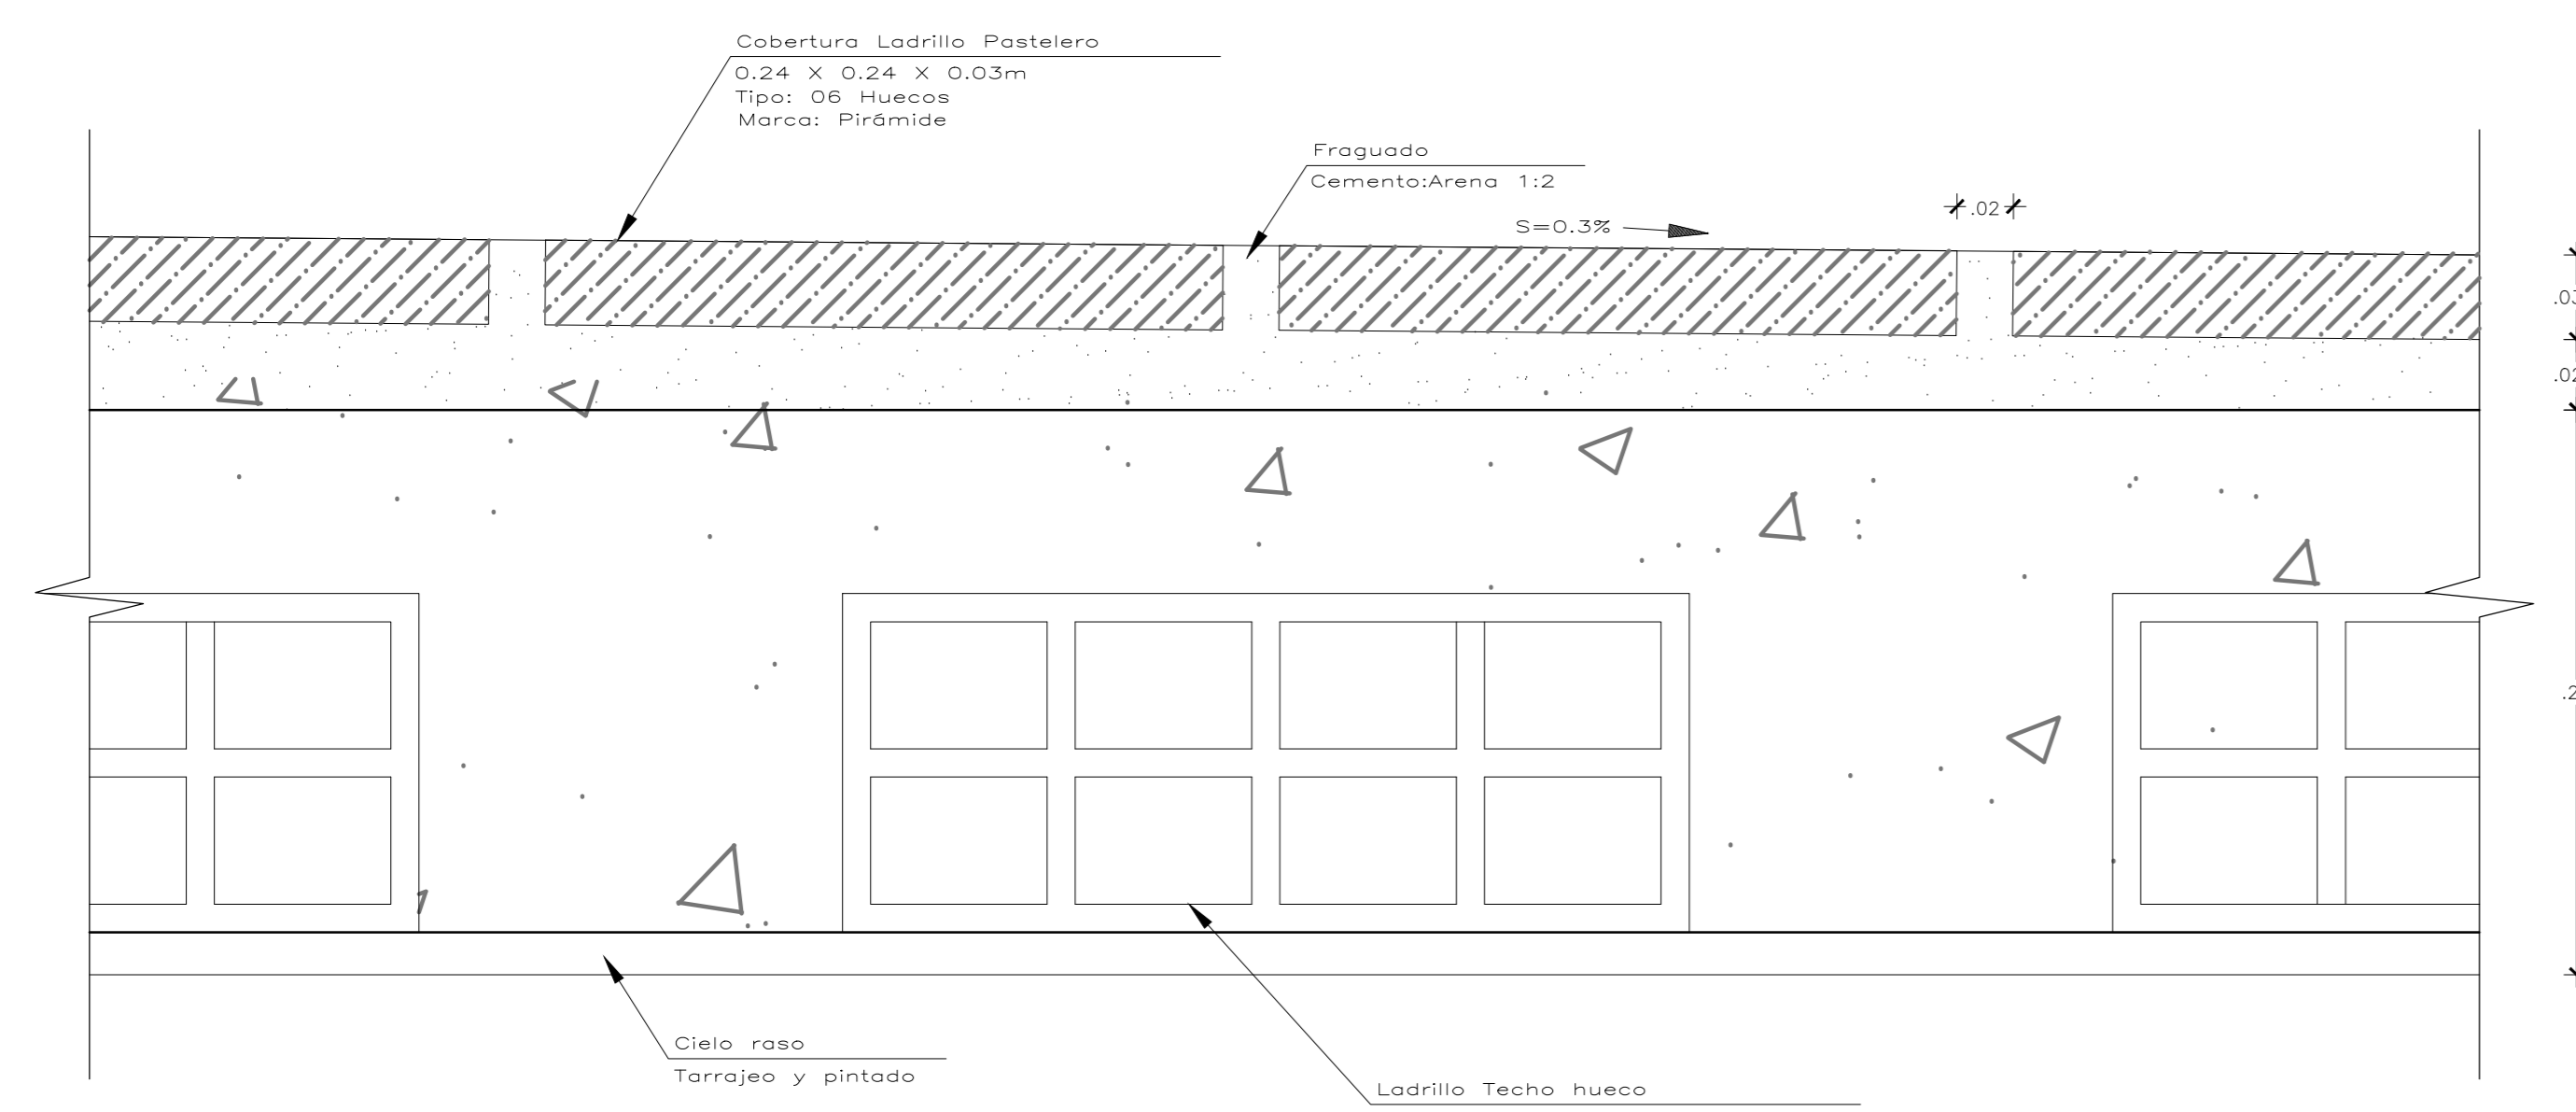 Cobertura Ladrillo Pastelero
0.24 X 0.24 X 0.03m
Tipo: 06 Huecos
Marca: Pirámide
Fraguado
Cemento:Arena 1:2
S=0.3%
.02
Cielo raso
Tarrajeo y pintado
Ladrillo Techo hueco